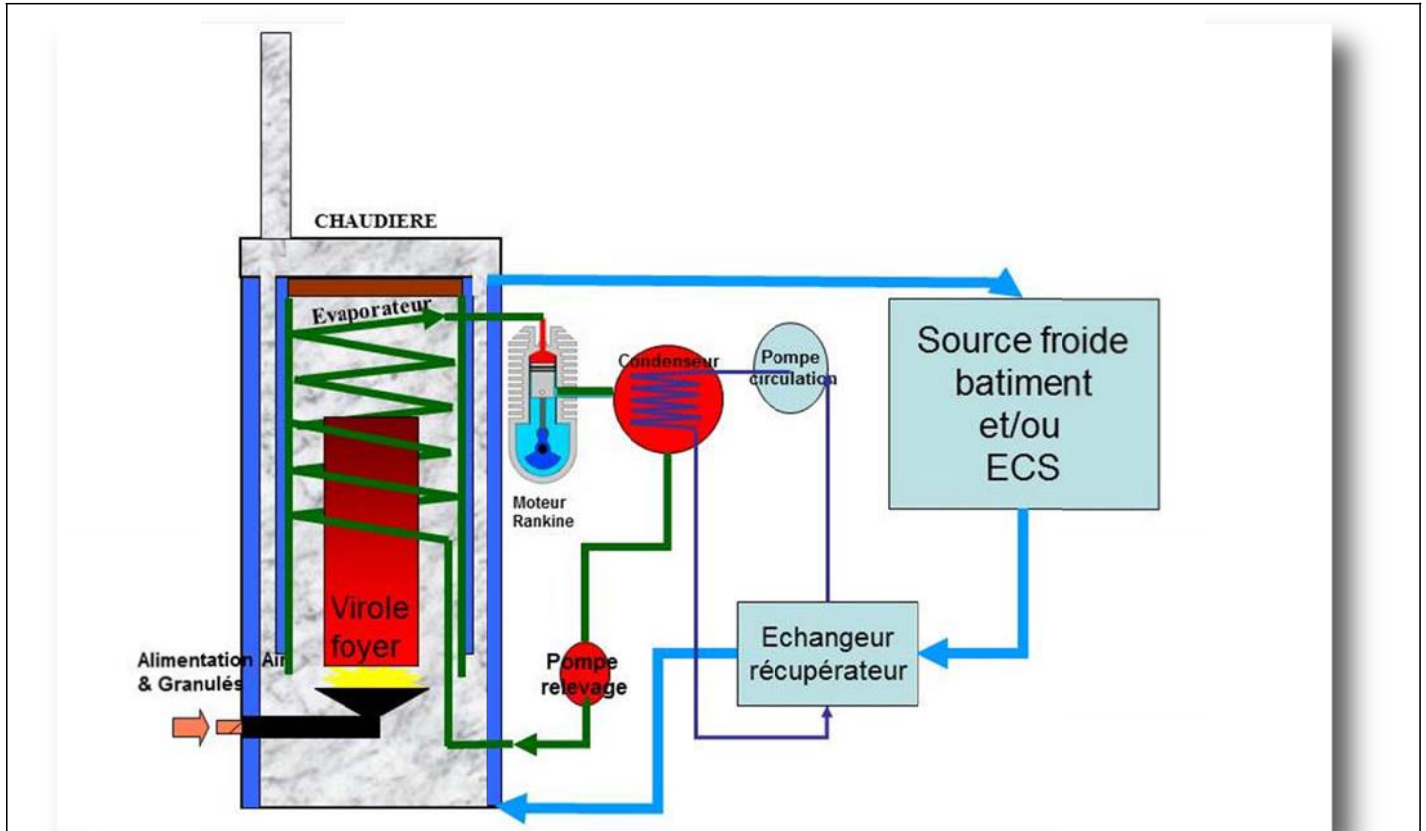 CHAUDIERE
Evaporateur
Condenseur
Pompe
circulation
Source froide
batiment
et/ou
ECS
Moteur
Rankine
Virole
foyer
Alimentation Air
& Granulés
Pompe
relevage
Echangeur
récupérateur